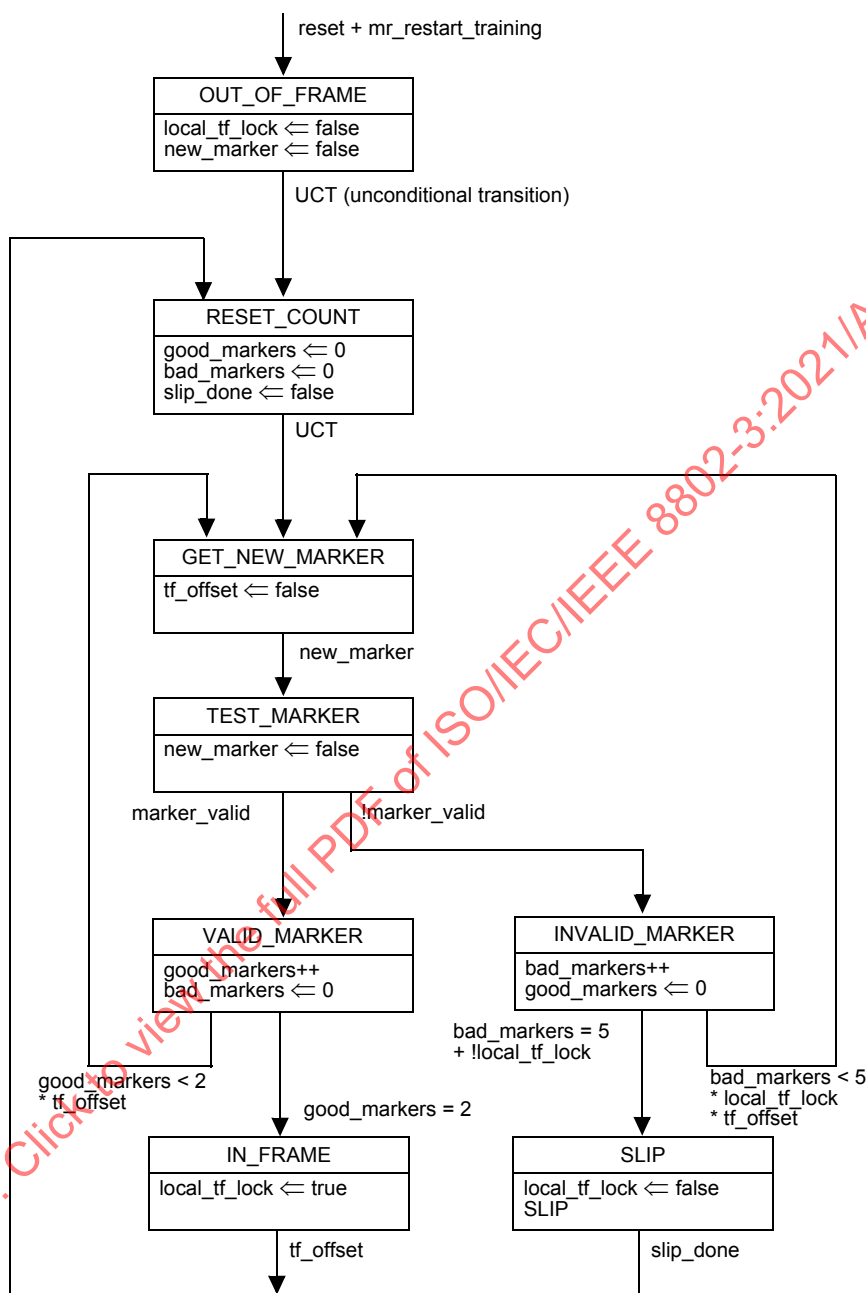 reset + mr_restart_training
OUT_OF_FRAME
local_tf_lock ⇐ false
new_marker ⇐ false
UCT (unconditional transition)
RESET_COUNT
good_markers ⇐ 0
bad_markers ⇐ 0
slip_done ⇐ false
UCT
GET_NEW_MARKER
tf_offset ⇐ false
new_marker
TEST_MARKER
new_marker ⇐ false
marker_valid
!marker_valid
VALID_MARKER
good_markers++
bad_markers ⇐ 0
INVALID_MARKER
bad_markers++
good_markers ⇐ 0
good_markers < 2
* tf_offset
good_markers = 2
bad_markers = 5
+ !local_tf_lock
bad_markers < 5
* local_tf_lock
* tf_offset
IN_FRAME
local_tf_lock ⇐ true
tf_offset
SLIP
local_tf_lock ⇐ false
SLIP
slip_done
. Click to view the full PDF of ISO/IEC/IEEE 8802-3:2021/A